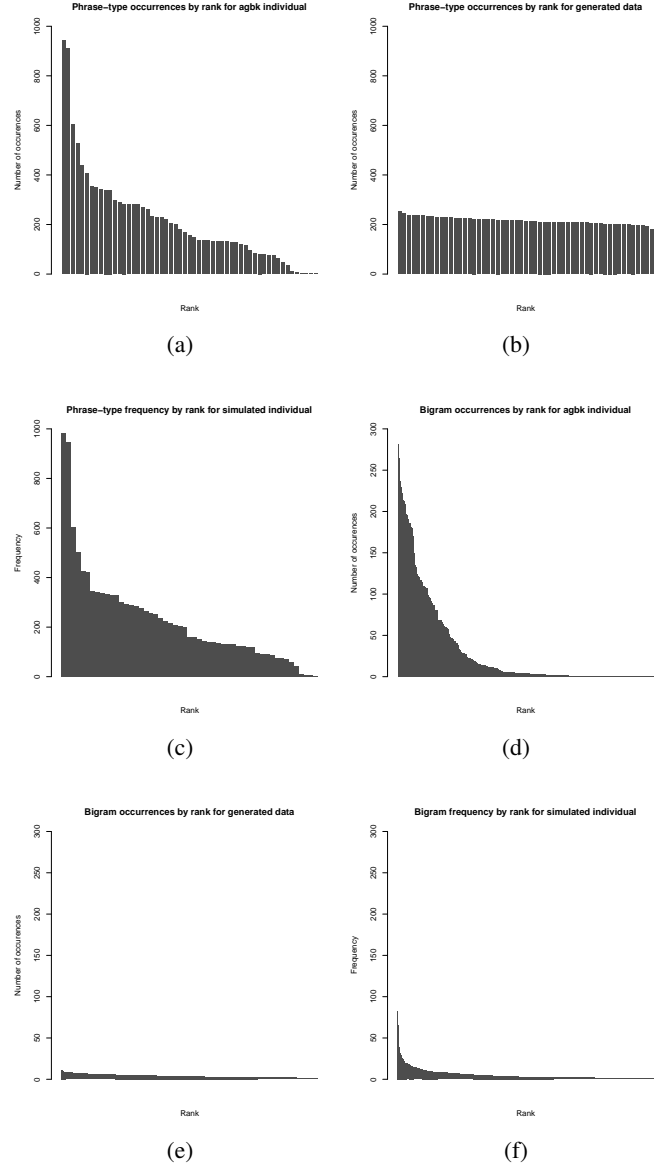 Phrase−type occurrences by rank for agbk individual
Number of occurences
0 200 400 600 800 1000
Rank
(a)
Phrase−type occurrences by rank for generated data
Number of occurences
0 200 400 600 800 1000
Rank
(b)
Phrase−type frequency by rank for simulated individual
Frequency
0 200 400 600 800 1000
Rank
(c)
Bigram occurrences by rank for agbk individual
Number of occurences
0 50 100 150 200 250 300
Rank
(d)
Bigram occurrences by rank for generated data
Number of occurences
0 50 100 150 200 250 300
Rank
(e)
Bigram frequency by rank for simulated individual
Frequency
0 50 100 150 200 250 300
Rank
(f)